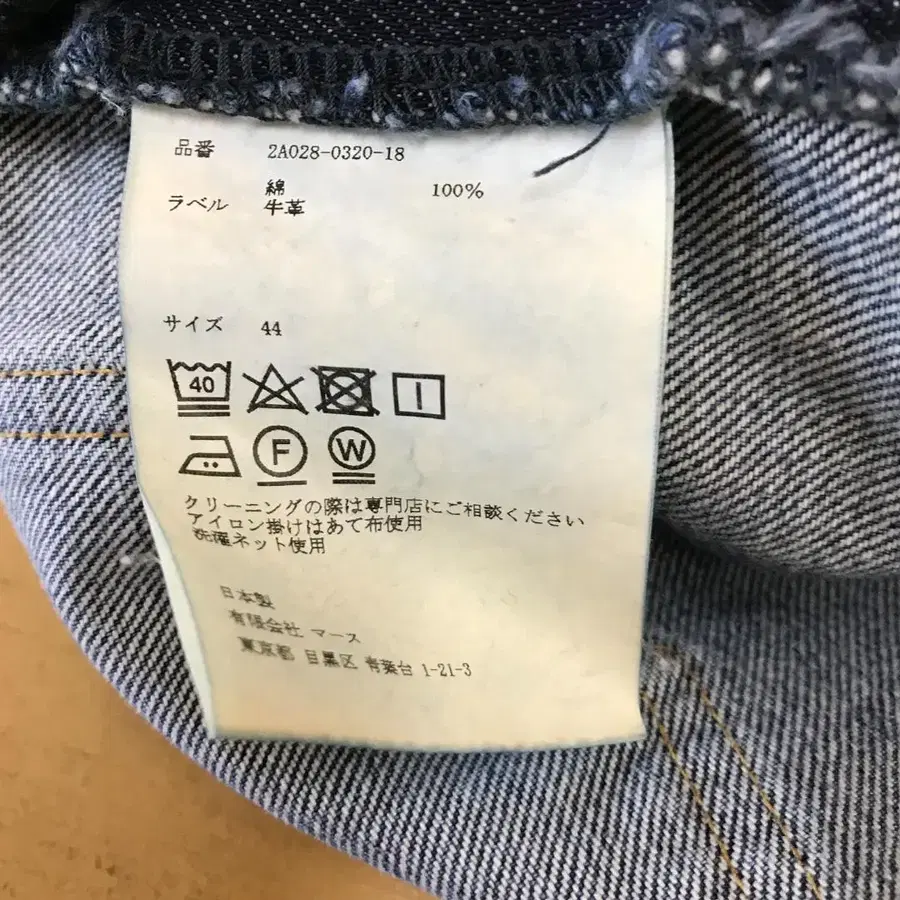 品番 2A028-0320-18
綿 100%
ラベル 牛革
サイズ 44
40
F W
クリーニングの際は専門店にご相談ください
アイロン掛けはあて布使用
洗濯ネット使用
日本製
有限会社 マース
東京都 目黒区 青葉台 1-21-3